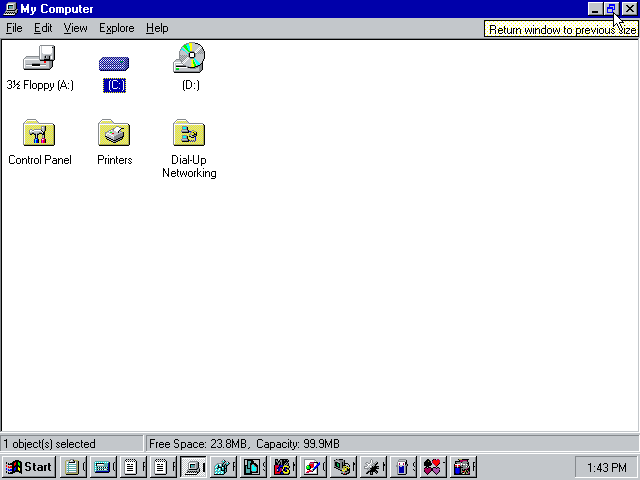 My Computer
File Edit View Explore Help
Return window to previous size
3½ Floppy (A:)
(C:)
(D:)
Control Panel
Printers
Dial-Up
Networking
1 object(s) selected
Free Space: 23.8MB, Capacity: 99.9MB
Start
1:43 PM